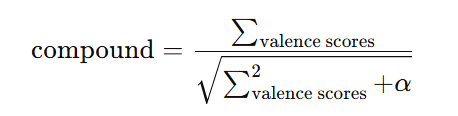 compound = ∑valence scores / √(∑²valence scores +α)